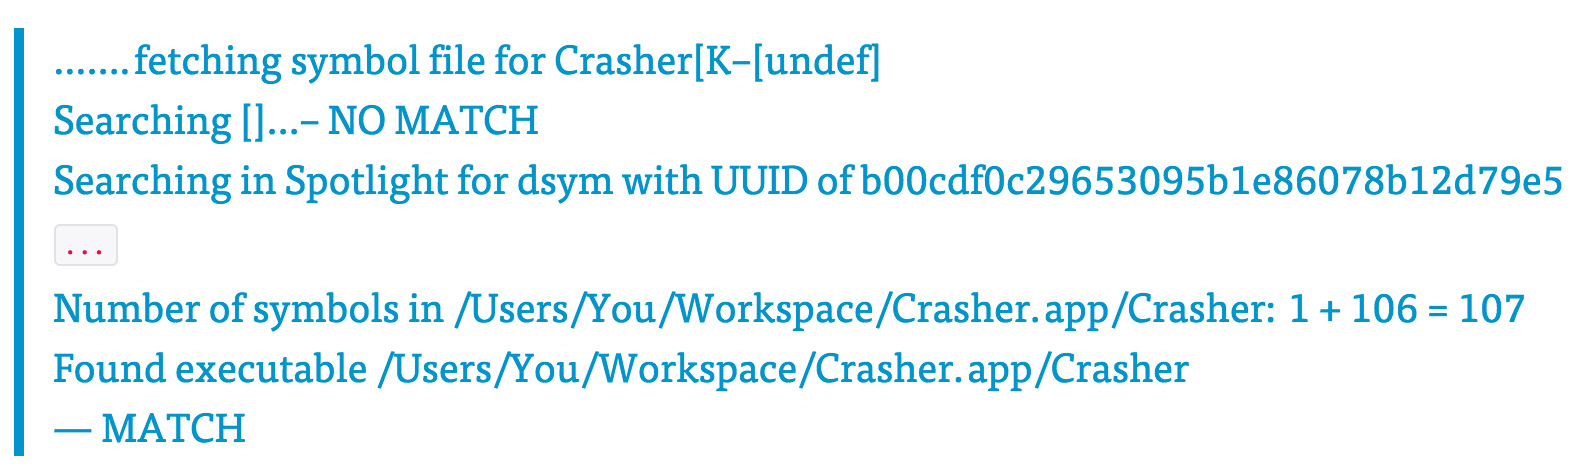 .......fetching symbol file for Crasher[K–[undef]
Searching []...– NO MATCH
Searching in Spotlight for dsym with UUID of b00cdf0c29653095b1e86078b12d79e5
...
Number of symbols in /Users/You/Workspace/Crasher.app/Crasher: 1 + 106 = 107
Found executable /Users/You/Workspace/Crasher.app/Crasher
— MATCH